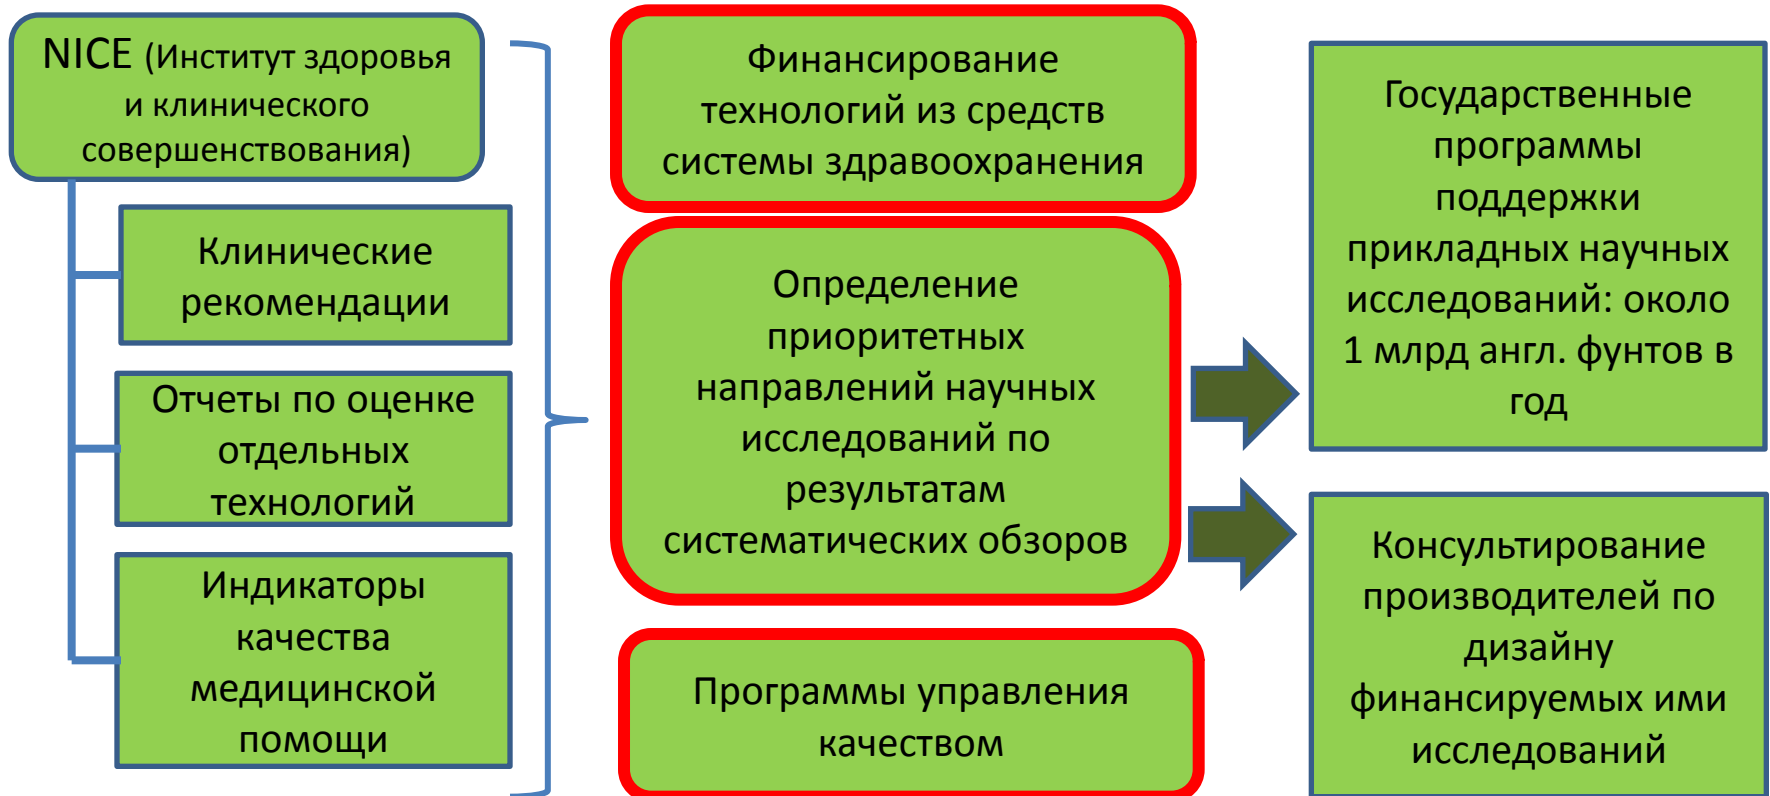 NICE (Институт здоровья
и клинического
совершенствования)
Клинические
рекомендации
Отчеты по оценке
отдельных
технологий
Индикаторы
качества
медицинской
помощи
Финансирование
технологий из средств
системы здравоохранения
Определение
приоритетных
направлений научных
исследований по
результатам
систематических обзоров
Программы управления
качеством
Государственные
программы
поддержки
прикладных научных
исследований: около
1 млрд англ. фунтов в
год
Консультирование
производителей по
дизайну
финансируемых ими
исследований